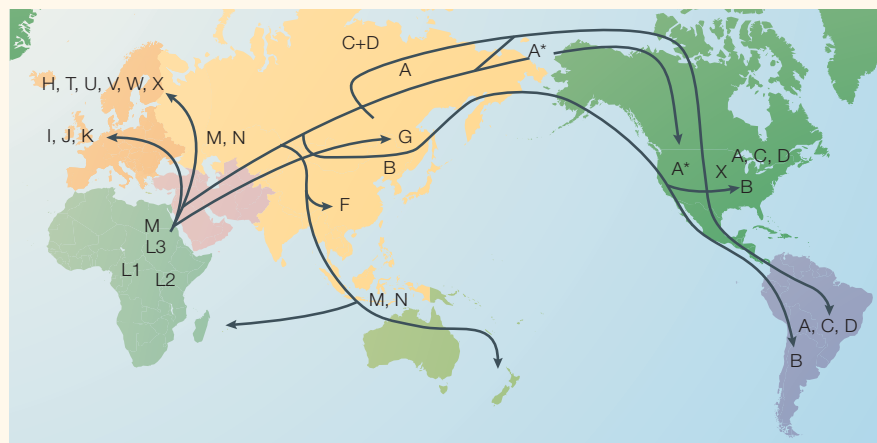 C+D
A*
A
H, T, U, V, W, X
I, J, K
M, N
G
B
A*
X
A, C, D
B
F
M
L3
L1
L2
M, N
A, C, D
B